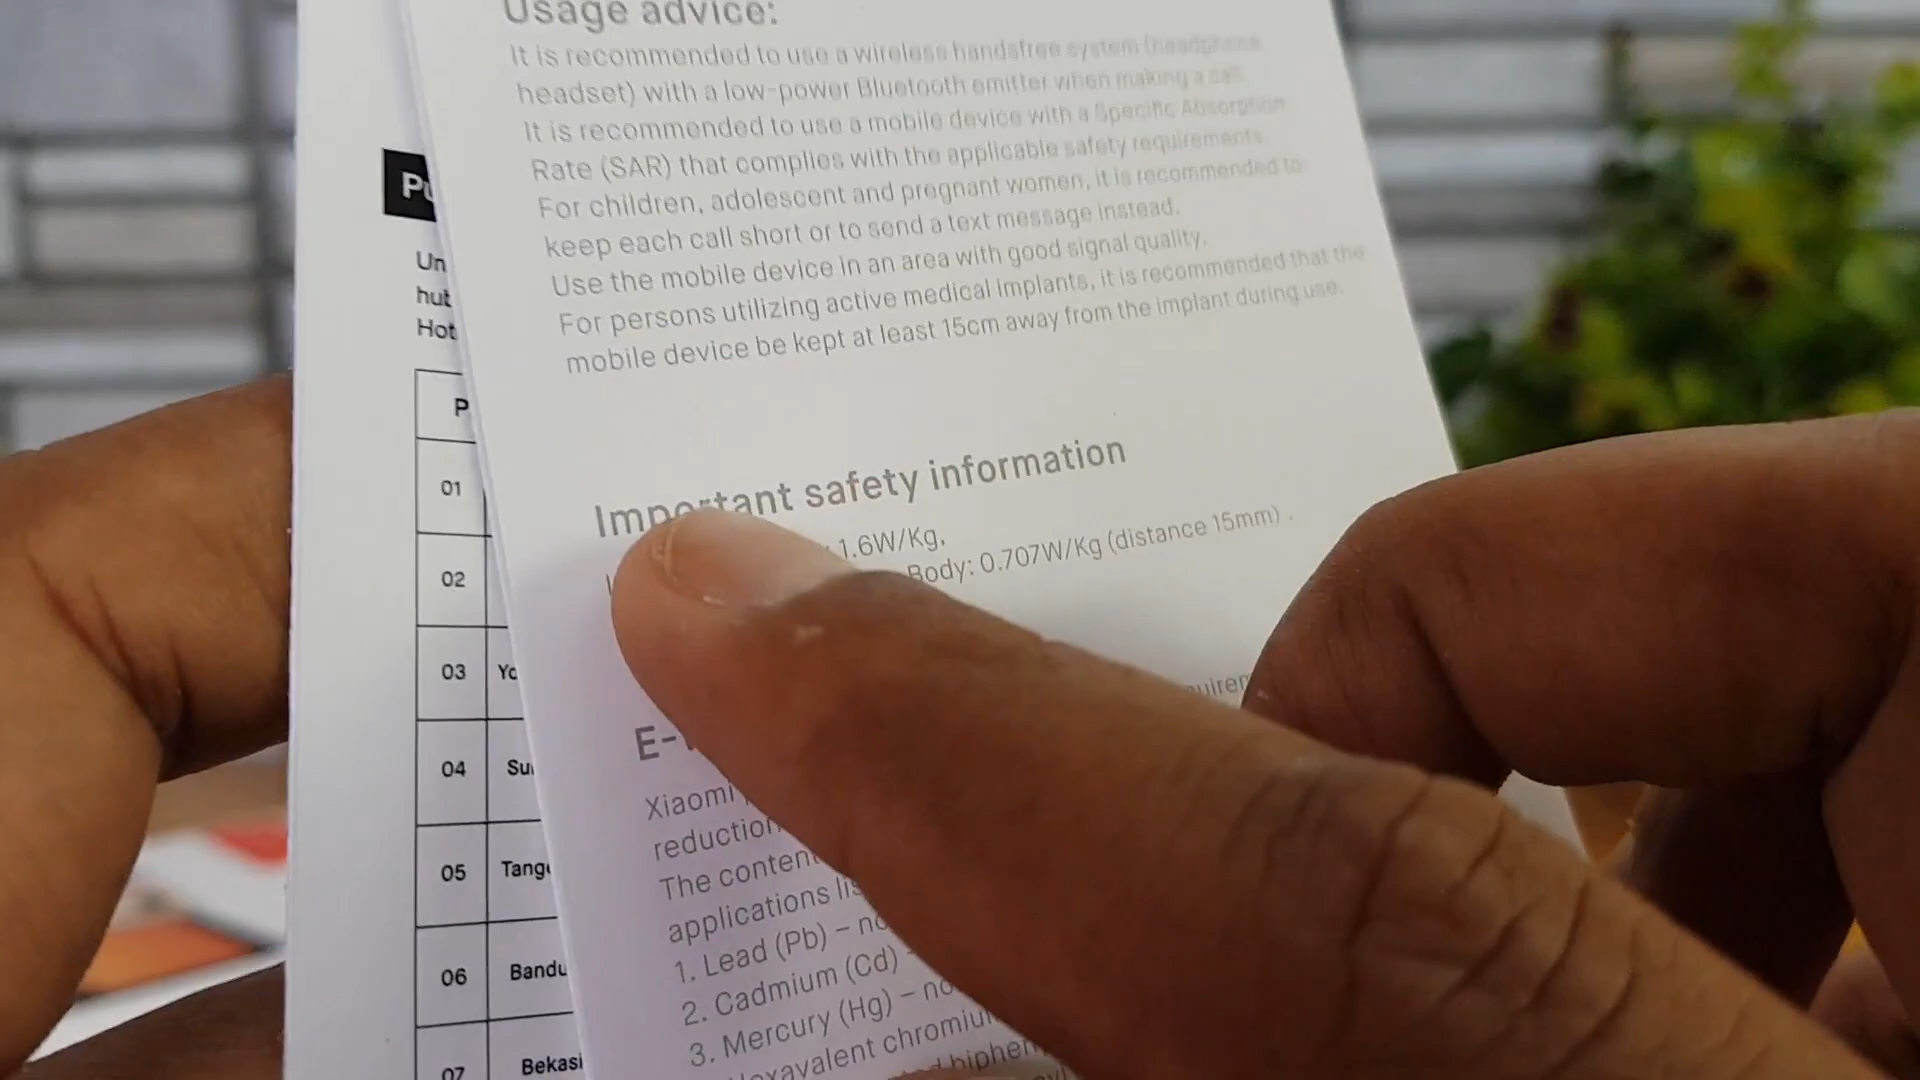 Usage advice:
It is recommended to use a wireless handsfree system (headphone,
headset) with a low-power Bluetooth emitter when making a call.
It is recommended to use a mobile device with a Specific Absorption
Rate (SAR) that complies with the applicable safety requirements.
For children, adolescent and pregnant women, it is recommended to
keep each call short or to send a text message instead.
Use the mobile device in an area with good signal quality.
For persons utilizing active medical implants, it is recommended that the
mobile device be kept at least 15cm away from the implant during use.
Important safety information
1.6W/Kg,
Body: 0.707W/Kg (distance 15mm) .
E-
Xiaomi
reduction
The content
applications
1. Lead (Pb) –
2. Cadmium (Cd)
3. Mercury (Hg) –
Un
hut
Hot
P
01
02
03
04
05 Tang
06 Bandu
07 Bekasi